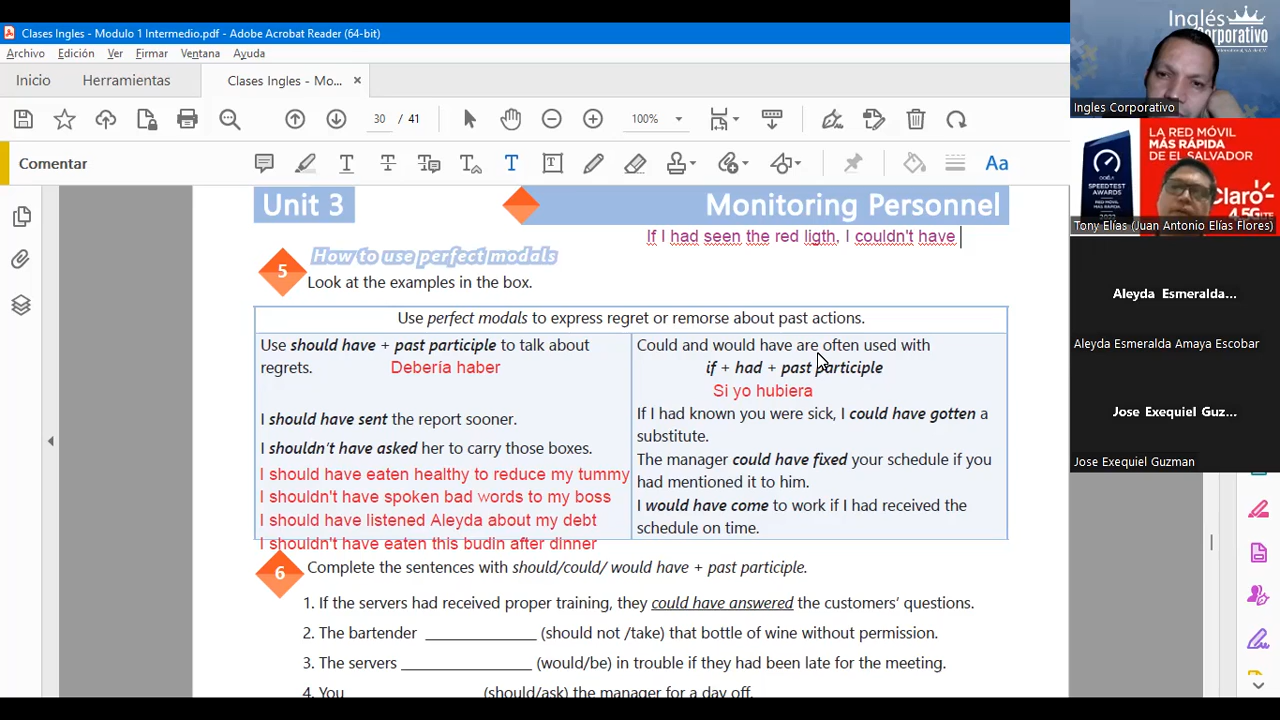 Clases Ingles - Modulo 1 Intermedio.pdf - Adobe Acrobat Reader (64-bit)
Archivo Edición Ver Firmar Ventana Ayuda
Inicio Herramientas Clases Ingles - Mo... ×
30 / 41 100%
Comentar Aa
Unit 3 Monitoring Personnel
If I had seen the red ligth, I couldn't have
5 How to use perfect modals
Look at the examples in the box.
Use perfect modals to express regret or remorse about past actions.
Use should have + past participle to talk about
regrets. Debería haber
I should have sent the report sooner.
I shouldn't have asked her to carry those boxes.
I should have eaten healthy to reduce my tummy
I shouldn't have spoken bad words to my boss
I should have listened Aleyda about my debt
I shouldn't have eaten this budin after dinner
Could and would have are often used with
if + had + past participle
Si yo hubiera
If I had known you were sick, I could have gotten a
substitute.
The manager could have fixed your schedule if you
had mentioned it to him.
I would have come to work if I had received the
schedule on time.
6 Complete the sentences with should/could/ would have + past participle.
1. If the servers had received proper training, they could have answered the customers' questions.
2. The bartender ______________ (should not /take) that bottle of wine without permission.
3. The servers _________________ (would/be) in trouble if they had been late for the meeting.
4. You (should/ask) the manager for a day off.
Inglés
Corporativo
Ingles Corporativo
SPEEDTEST
AWARDS
LA RED MÓVIL
MÁS RÁPIDA
DE EL SALVADOR
Claro
4.5G LTE
Tony Elías (Juan Antonio Elías Flores)
Aleyda Esmeralda...
Aleyda Esmeralda Amaya Escobar
Jose Exequiel Guz...
Jose Exequiel Guzman